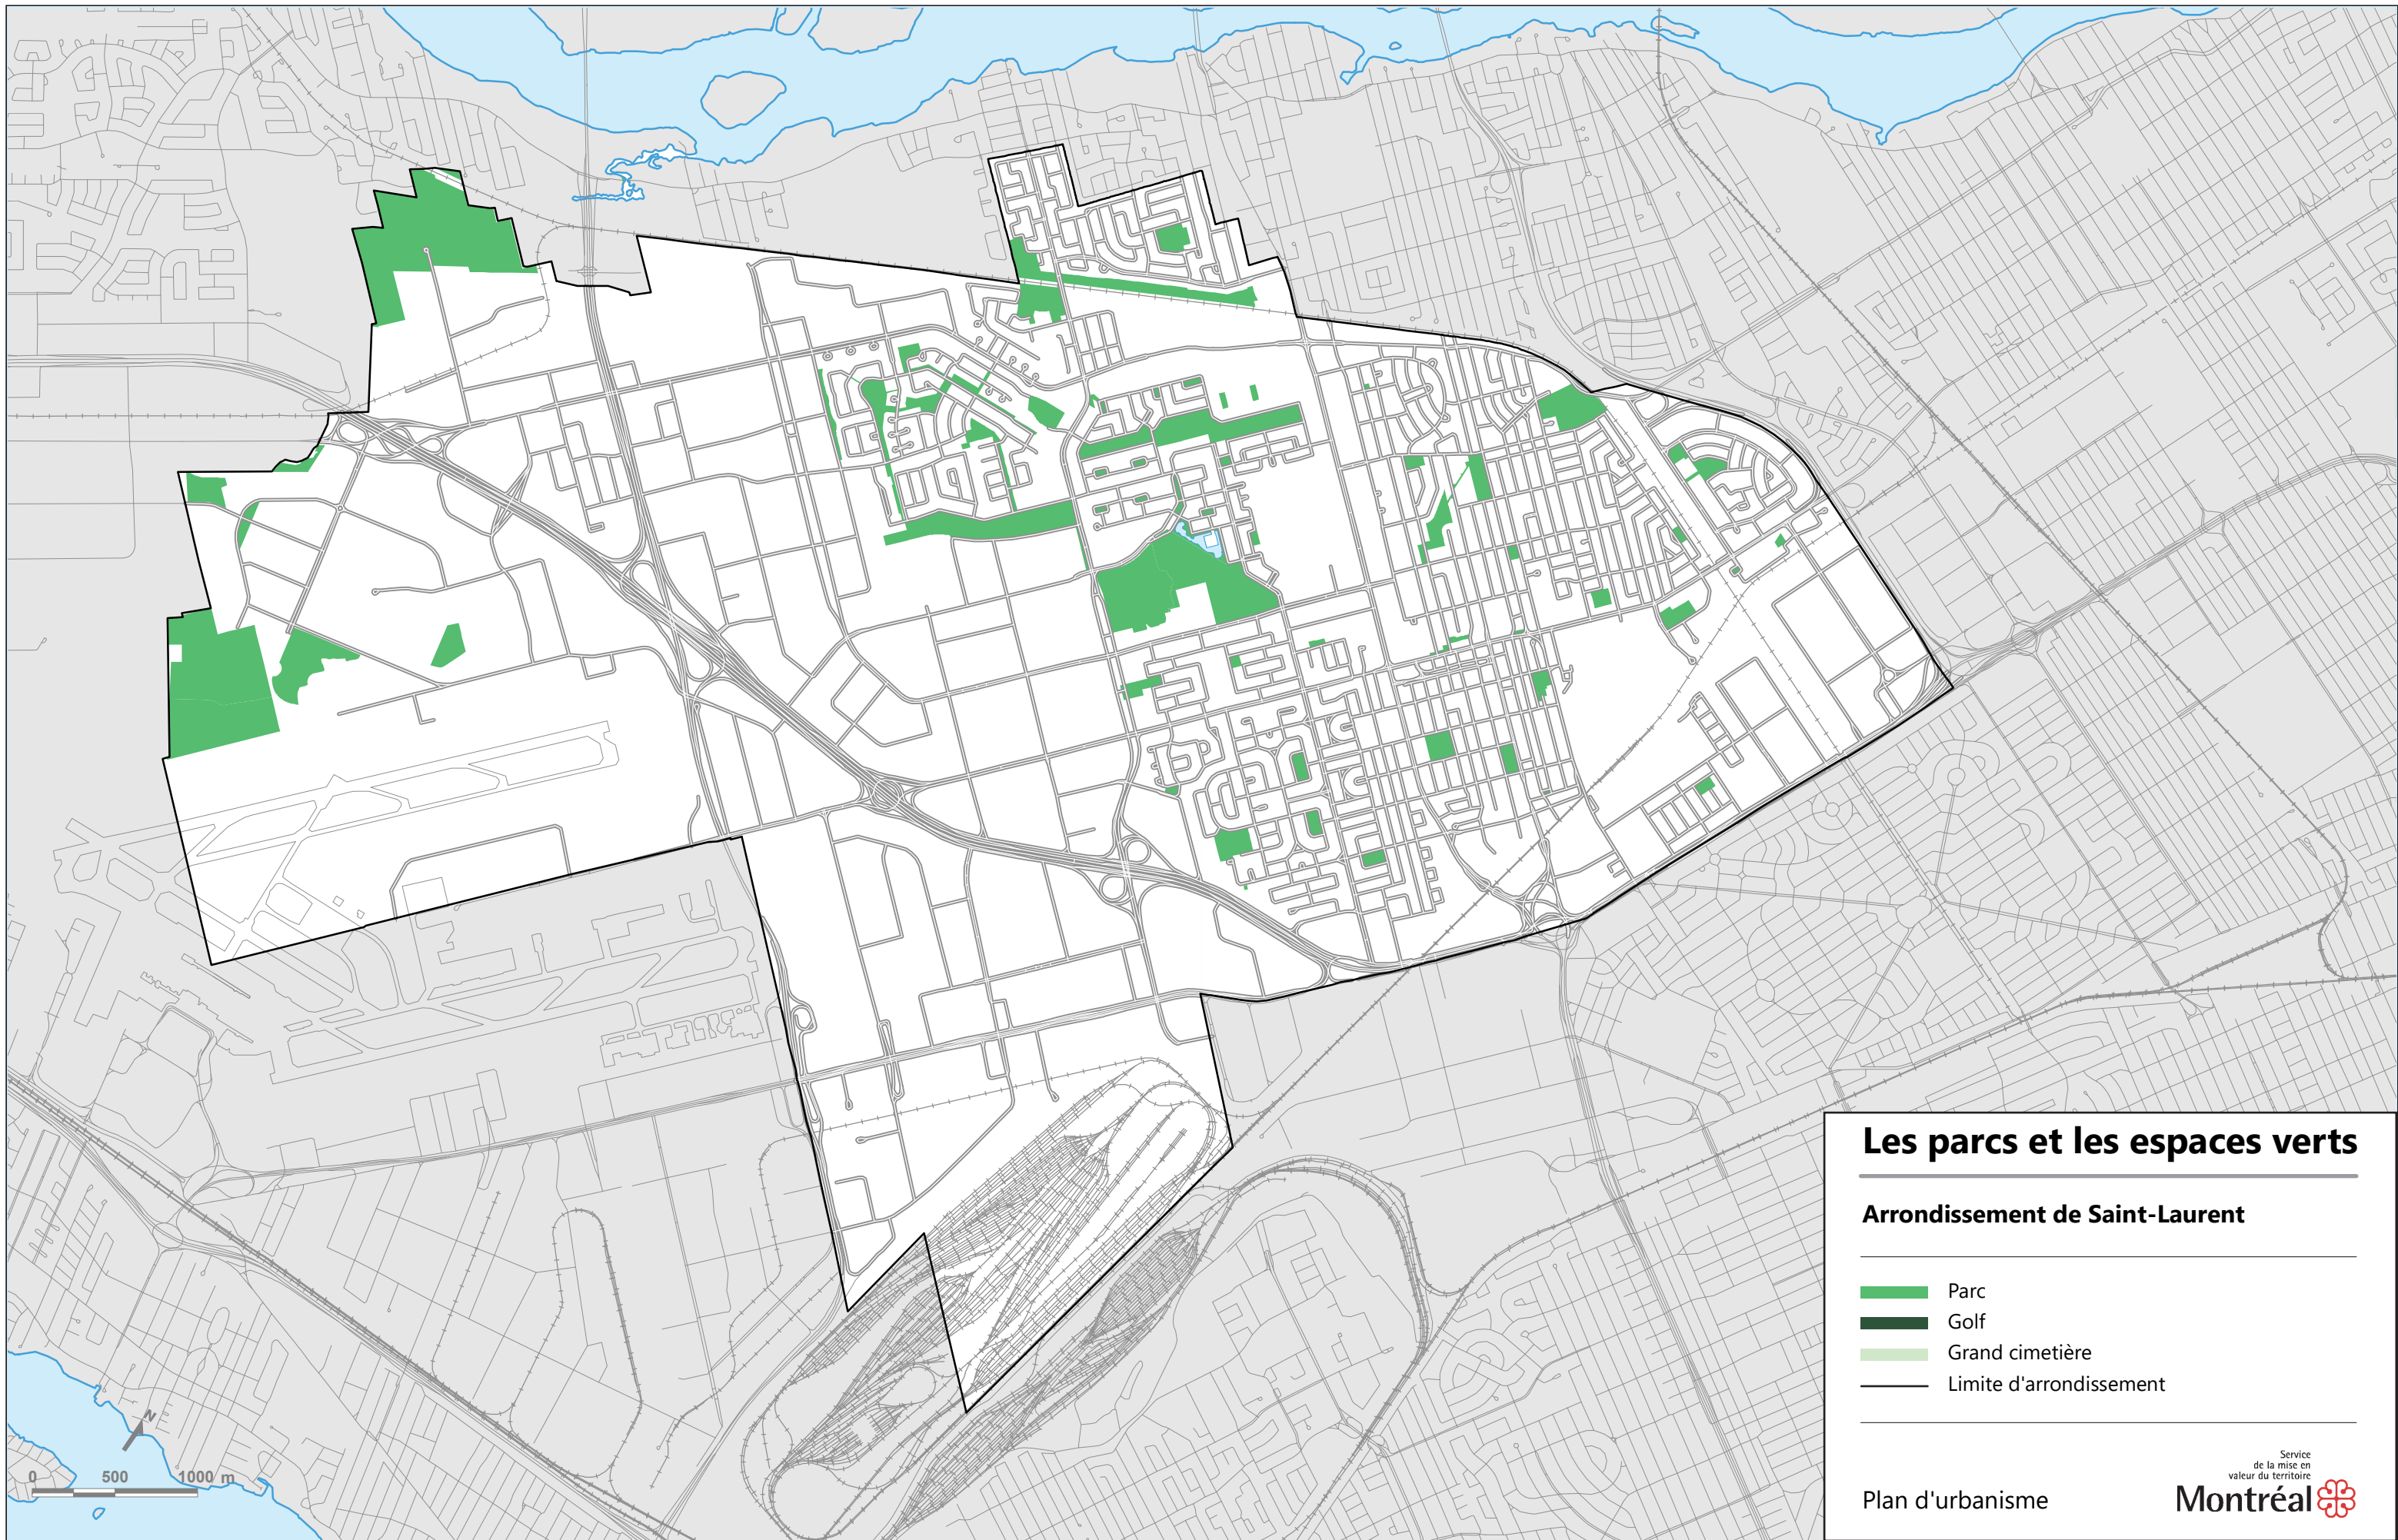 Les parcs et les espaces verts
Arrondissement de Saint-Laurent
Parc
Golf
Grand cimetière
Limite d'arrondissement
Service
de la mise en
valeur du territoire
Plan d'urbanisme
Montréal
N
0 500 1000 m